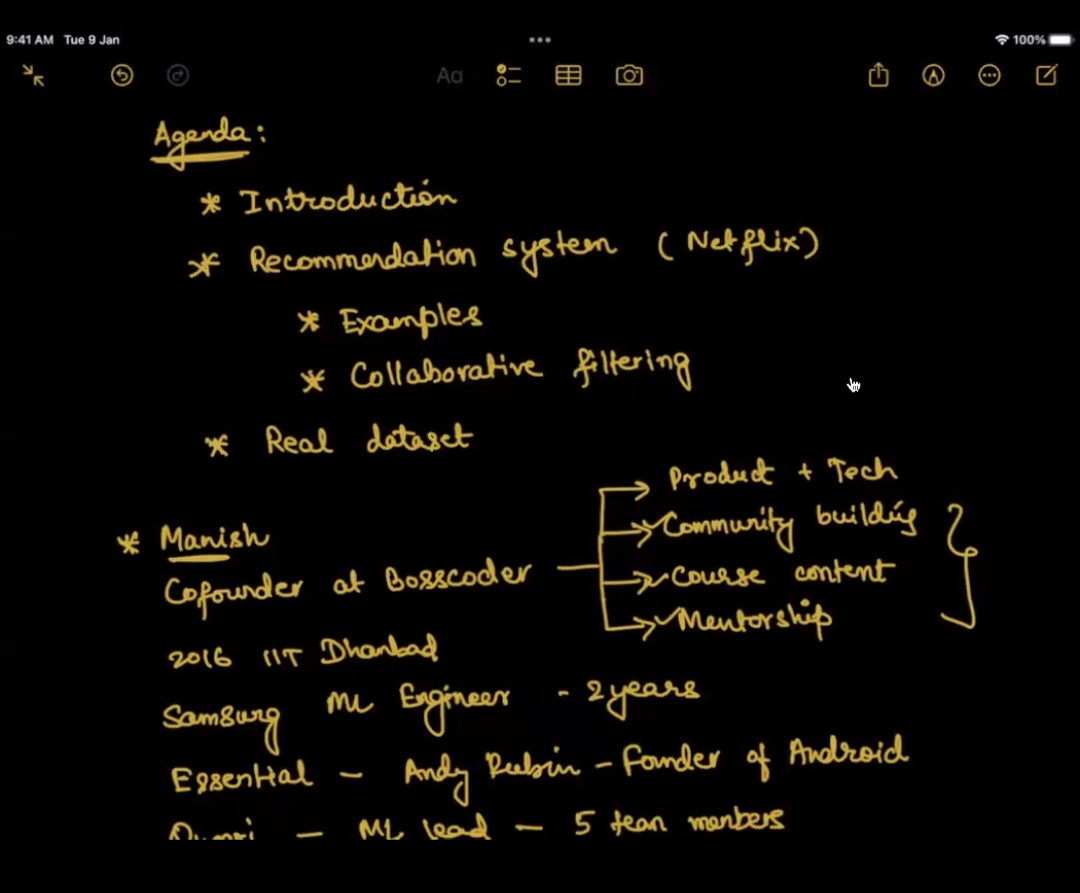 9:41 AM Tue 9 Jan
100%
Aa
Agenda:
* Introduction
* Recommendation system (Netflix)
* Examples
* Collaborative filtering
* Real dataset
* Manish
Cofounder at Bosscoder
Product + Tech
Community building
Course content
Mentorship
2016 IIT Dhanbad
Samsung ML Engineer - 2 years
Essential - Andy Rubin - Founder of Android
- ML lead - 5 team members